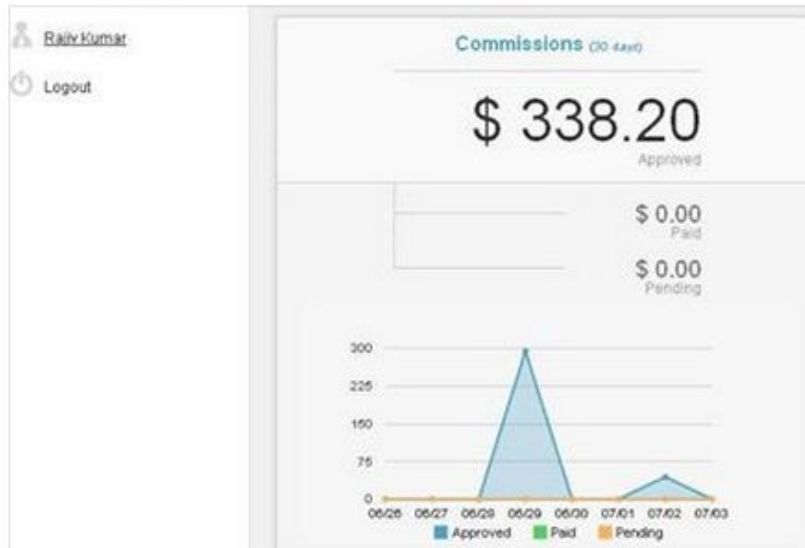 Rajiv Kumar
Logout
Commissions (30 days)
$ 338.20
Approved
$ 0.00
Paid
$ 0.00
Pending
300
225
150
75
0
06/26 06/27 06/28 06/29 06/30 07/01 07/02 07/03
Approved Paid Pending